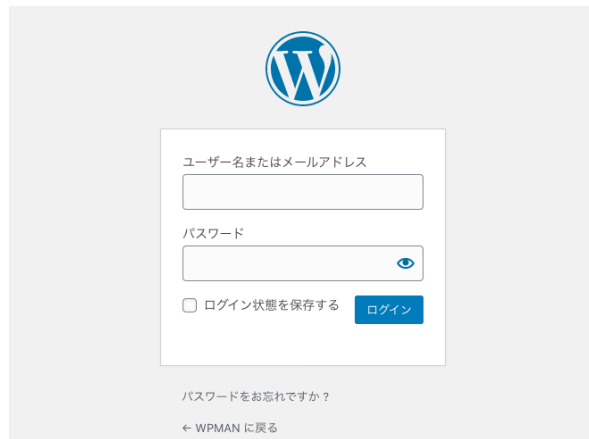 ユーザー名またはメールアドレス
パスワード
ログイン状態を保存する
ログイン
パスワードをお忘れですか ?
← WPMAN に戻る